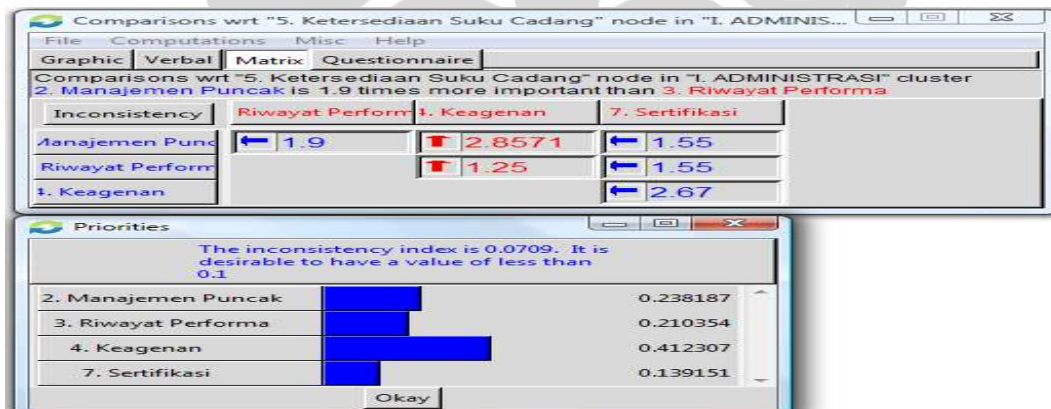 Comparisons wrt "5. Ketersediaan Suku Cadang" node in "I. ADMINIS...
File Computations Misc Help
Graphic Verbal Matrix Questionnaire
Comparisons wrt "5. Ketersediaan Suku Cadang" node in "I. ADMINISTRASI" cluster
2. Manajemen Puncak is 1.9 times more important than 3. Riwayat Performa
Inconsistency Riwayat Perform 4. Keagenan 7. Sertifikasi
Manajemen Punc 1.9 2.8571 1.55
Riwayat Perform 1.25 1.55
4. Keagenan 2.67
Priorities
The inconsistency index is 0.0709. It is
desirable to have a value of less than
0.1
2. Manajemen Puncak 0.238187
3. Riwayat Performa 0.210354
4. Keagenan 0.412307
7. Sertifikasi 0.139151
Okay